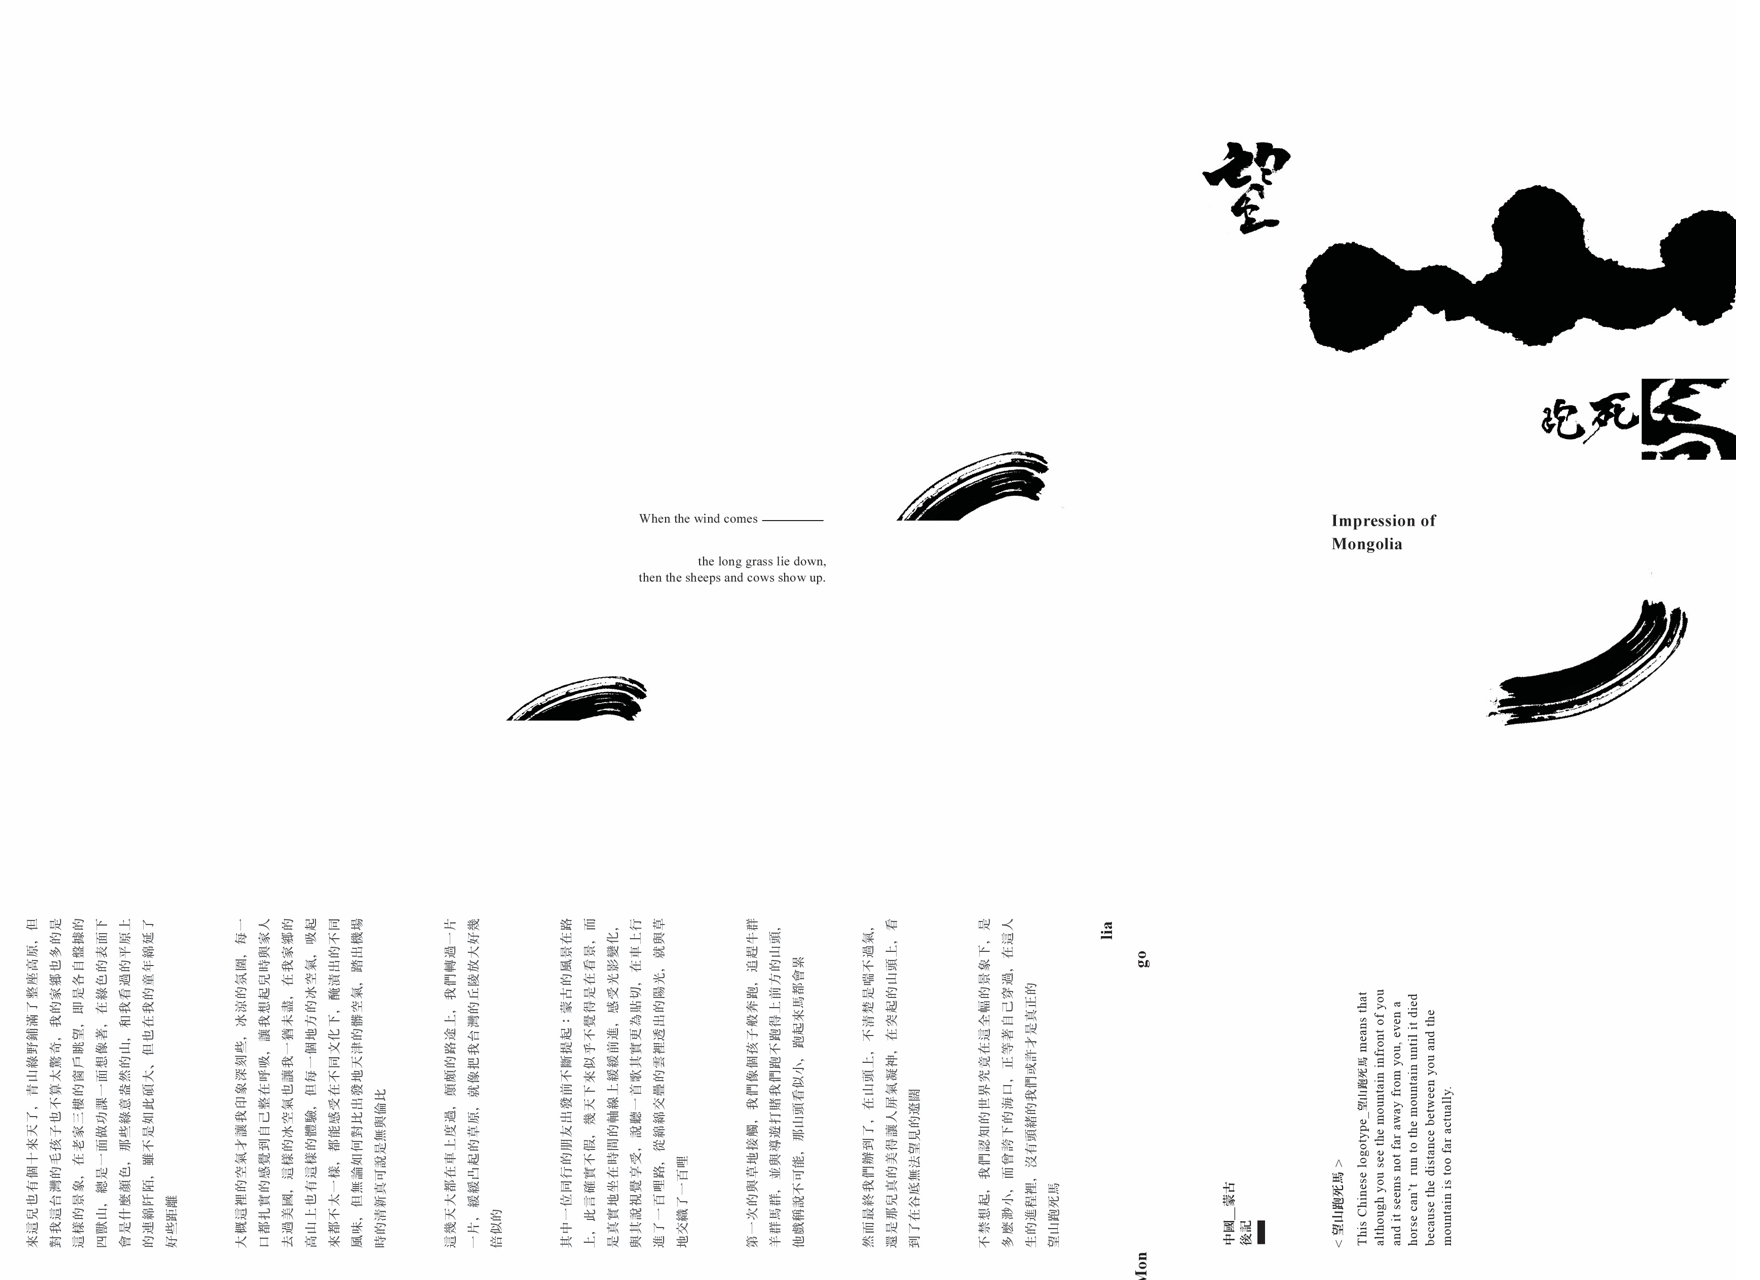 望
跑死馬
When the wind comes
the long grass lie down,
then the sheeps and cows show up.
Impression of
Mongolia
來這兒也有個十來天了，青山綠野鋪滿了整座高原，但
對我這台灣的毛孩子也不算太驚奇，我的家鄉也多的是
這樣的景象，在老家三樓的窗戶眺望，即是各自盤據的
四獸山，總是一面做功課一面想像著，在綠色的表面下
會是什麼顏色，那些綠意盎然的山，和我看過的平原上
的連綿阡陌，雖不是如此碩大、但也在我的童年綿延了
好些距離
大概這裡的空氣才讓我印象深刻些，冰涼的氛圍，每一
口都扎實的感覺到自己整在呼吸，讓我想起兒時與家人
去過美國，這樣的冰空氣也讓我一猶未盡，在我家鄉的
高山上也有這樣的體驗，但每一個地方的冰空氣，吸起
來都不太一樣，都能感受在不同文化下，醃漬出的不同
風味，但無論如何對比出發地天津的髒空氣，踏出機場
時的清新真可說是無與倫比
這幾天大都在車上度過，顛頗的路途上，我們轉過一片
一片，緩緩凸起的草原，就像把我台灣的丘陵放大好幾
倍似的
其中一位同行的朋友出發前不斷提起：蒙古的風景在路
上，此言確實不假，幾天下來似乎不覺得是在看景，而
是真實地坐在時間的軸線上緩緩前進，感受光影變化，
與其說視覺享受，說聽一首歌其實更為貼切，在車上行
進了一百哩路，從綿綿交疊的雲裡透出的陽光，就與草
地交織了一百哩
第一次的與草地接觸，我們像個孩子般奔跑，追趕牛群
羊群馬群，並與導遊打賭我們跑不跑得上前方的山頭，
他戲稱說不可能，那山頭看似小、跑起來馬都會累
然而最終我們辦到了，在山頭上，不清楚是喘不過氣，
還是那兒真的美得讓人屏氣凝神，在突起的山頭上，看
到了在谷底無法望見的遼闊
不禁想起，我們認知的世界究竟在這全幅的景象下，是
多麼渺小，而曾誇下的海口，正等著自己穿過，在這人
生的進程裡，沒有頭緒的我們或許才是真正的
望山跑死馬
Mon
go
lia
中國＿蒙古
後記
＜望山跑死馬＞
This Chinese logotype_望山跑死馬 means that
although you see the mountain infront of you
and it seems not far away from you, even a
horse can't run to the mountain until it died
because the distance between you and the
mountain is too far actually.